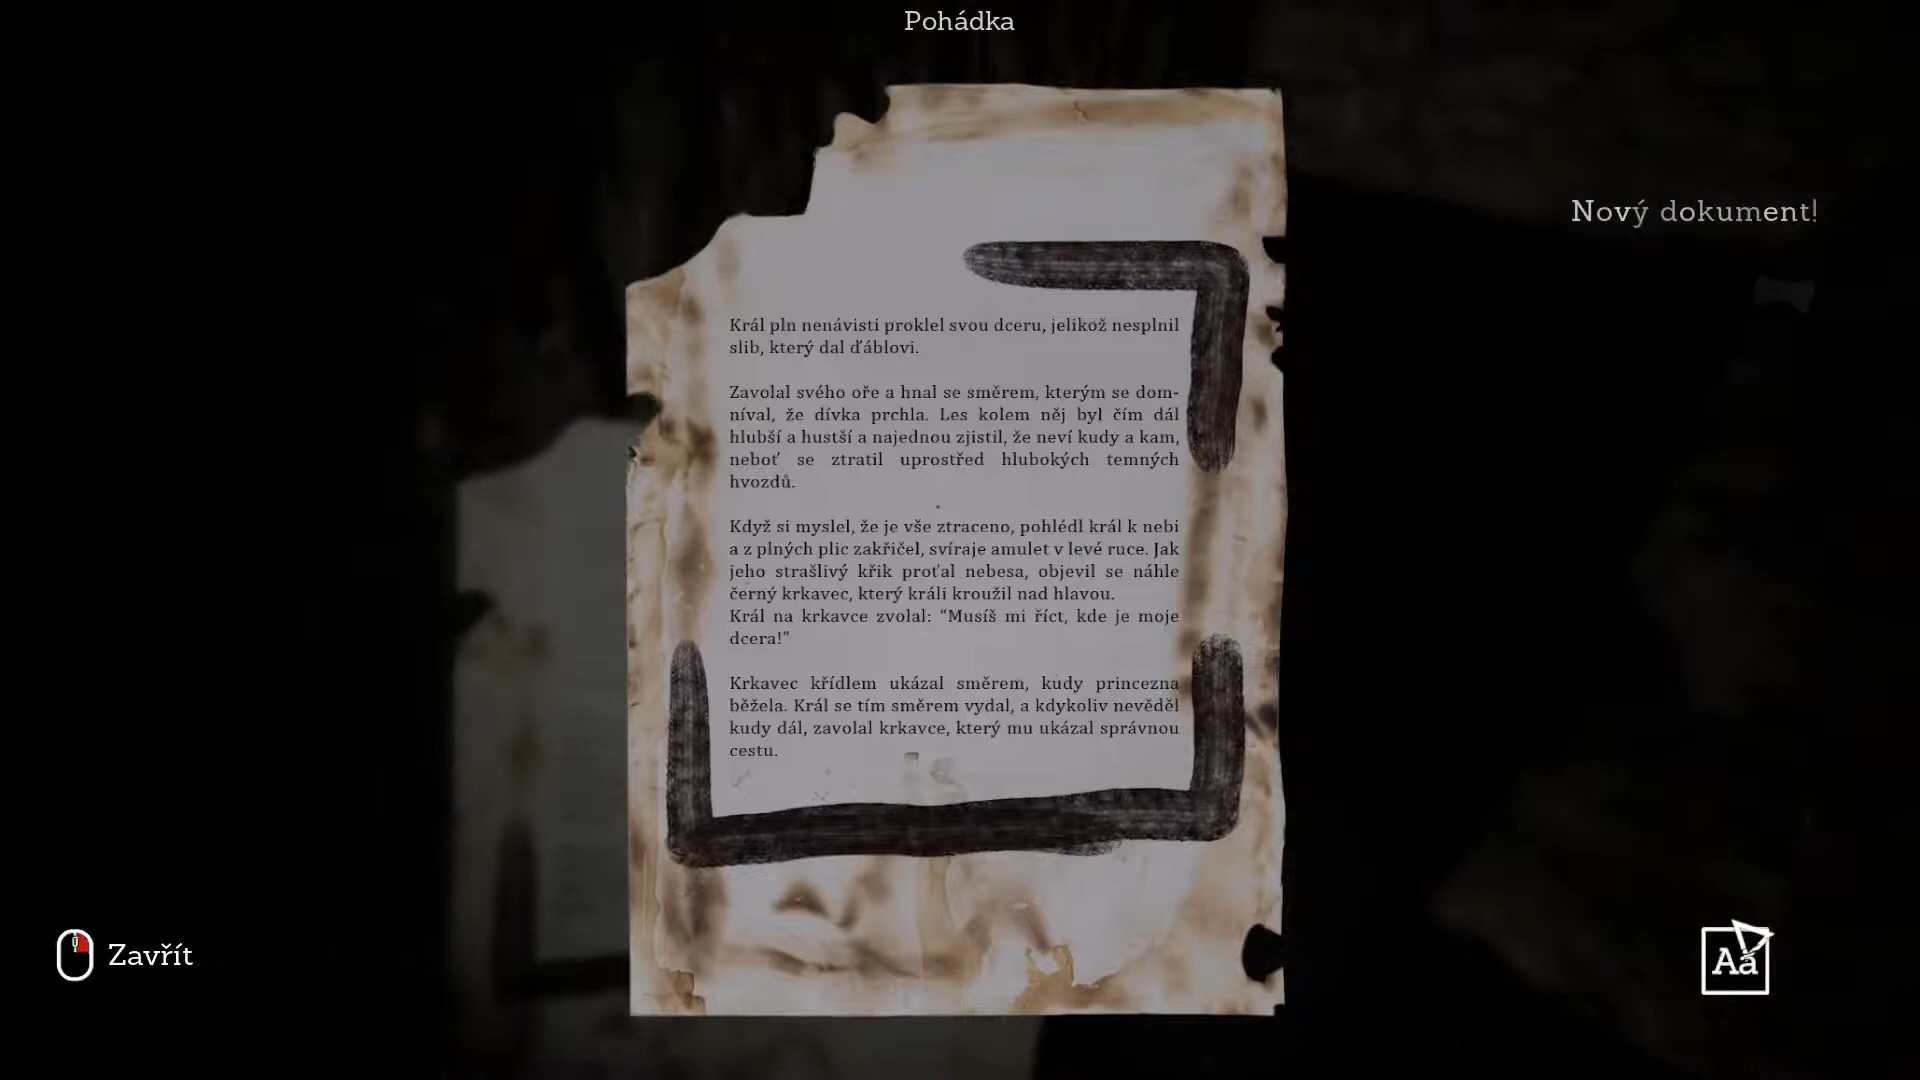 Pohádka
Nový dokument!
Král pln nenávisti proklel svou dceru, jelikož nesplnil
slib, který dal ďáblovi.
Zavolal svého oře a hnal se směrem, kterým se dom-
níval, že dívka prchla. Les kolem něj byl čím dál
hlubší a hustší a najednou zjistil, že neví kudy a kam,
neboť se ztratil uprostřed hlubokých temných
hvozdů.
Když si myslel, že je vše ztraceno, pohlédl král k nebi
a z plných plic zakřičel, svíraje amulet v levé ruce. Jak
jeho strašlivý křik proťal nebesa, objevil se náhle
černý krkavec, který králi kroužil nad hlavou.
Král na krkavce zvolal: “Musíš mi říct, kde je moje
dcera!”
Krkavec křídlem ukázal směrem, kudy princezna
běžela. Král se tím směrem vydal, a kdykoliv nevěděl
kudy dál, zavolal krkavce, který mu ukázal správnou
cestu.
Zavřít
Aa